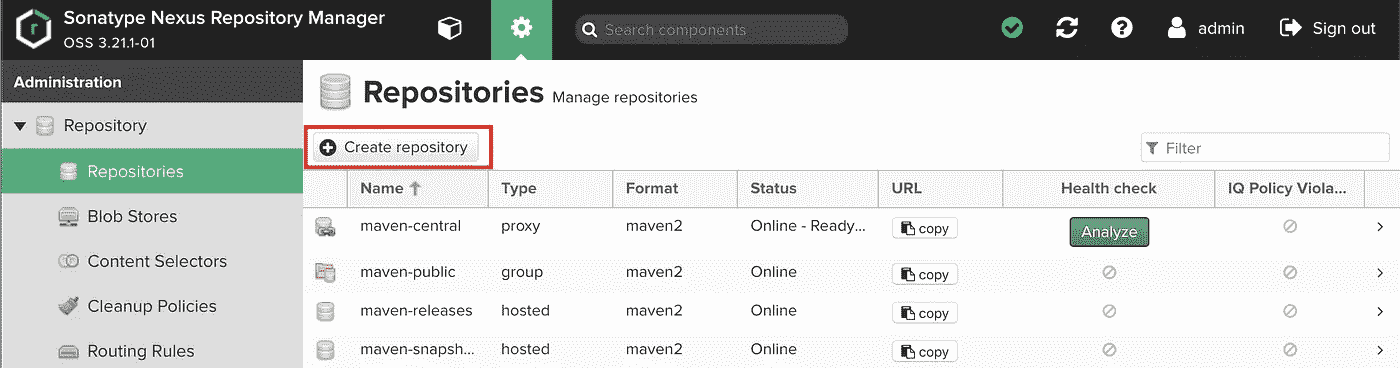 Sonatype Nexus Repository Manager
OSS 3.21.1-01
Search components
admin
Sign out
Administration
Repository
Repositories
Blob Stores
Content Selectors
Cleanup Policies
Routing Rules
Repositories Manage repositories
Create repository
Filter
Name Type Format Status URL Health check IQ Policy Viola...
maven-central proxy maven2 Online - Ready... copy Analyze
maven-public group maven2 Online copy
maven-releases hosted maven2 Online copy
maven-snapsh... hosted maven2 Online copy